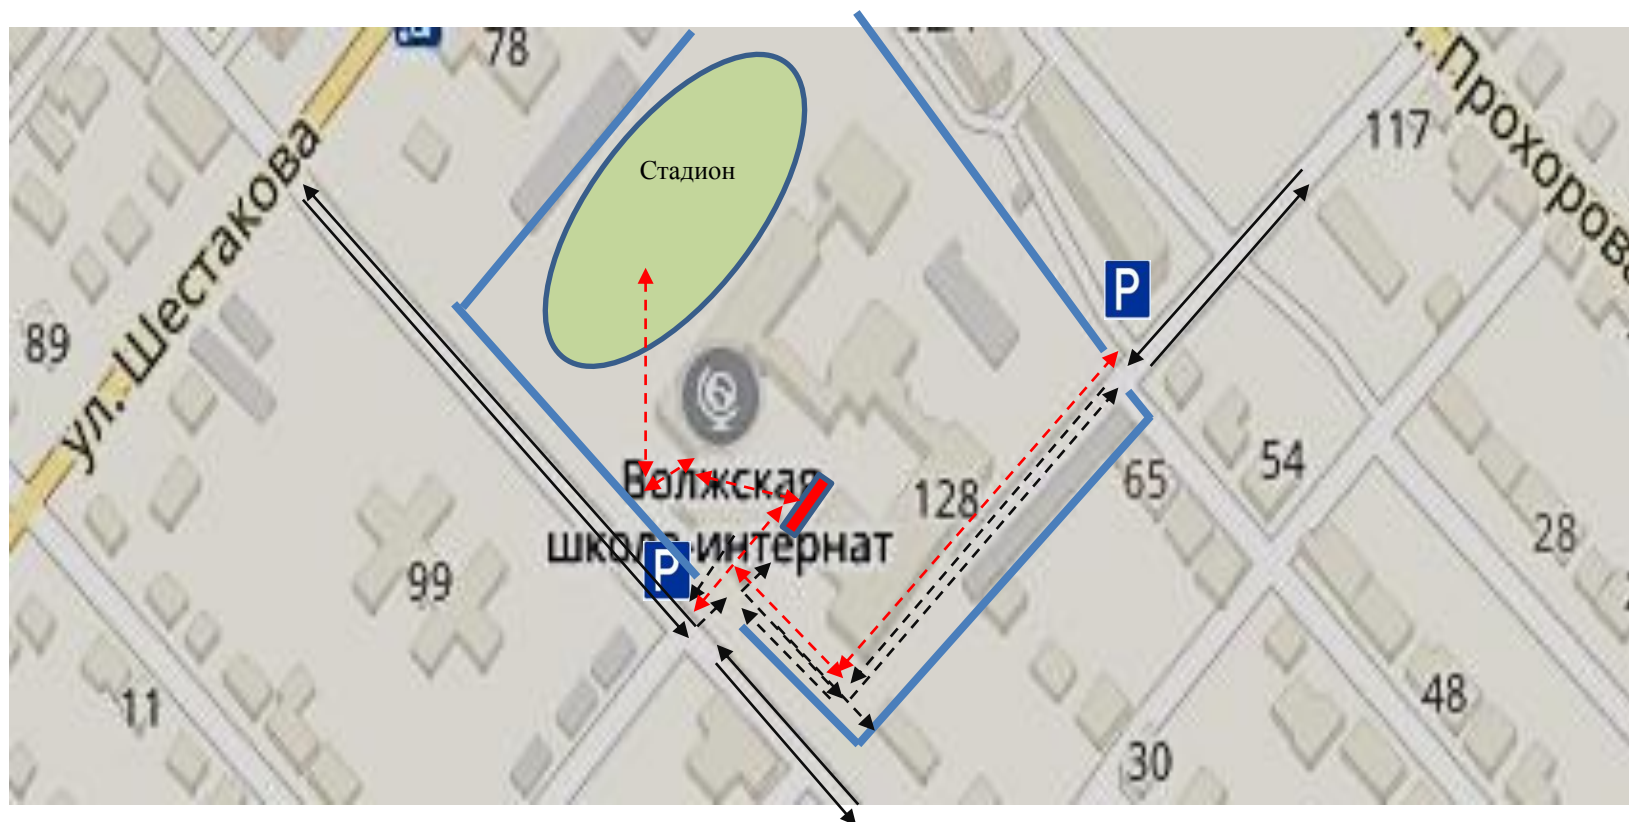 78
117
Стадион
ул. Шестакова
Прохорова
P
89
Волжская
школа-интернат
128
65
54
28
P
99
11
48
30